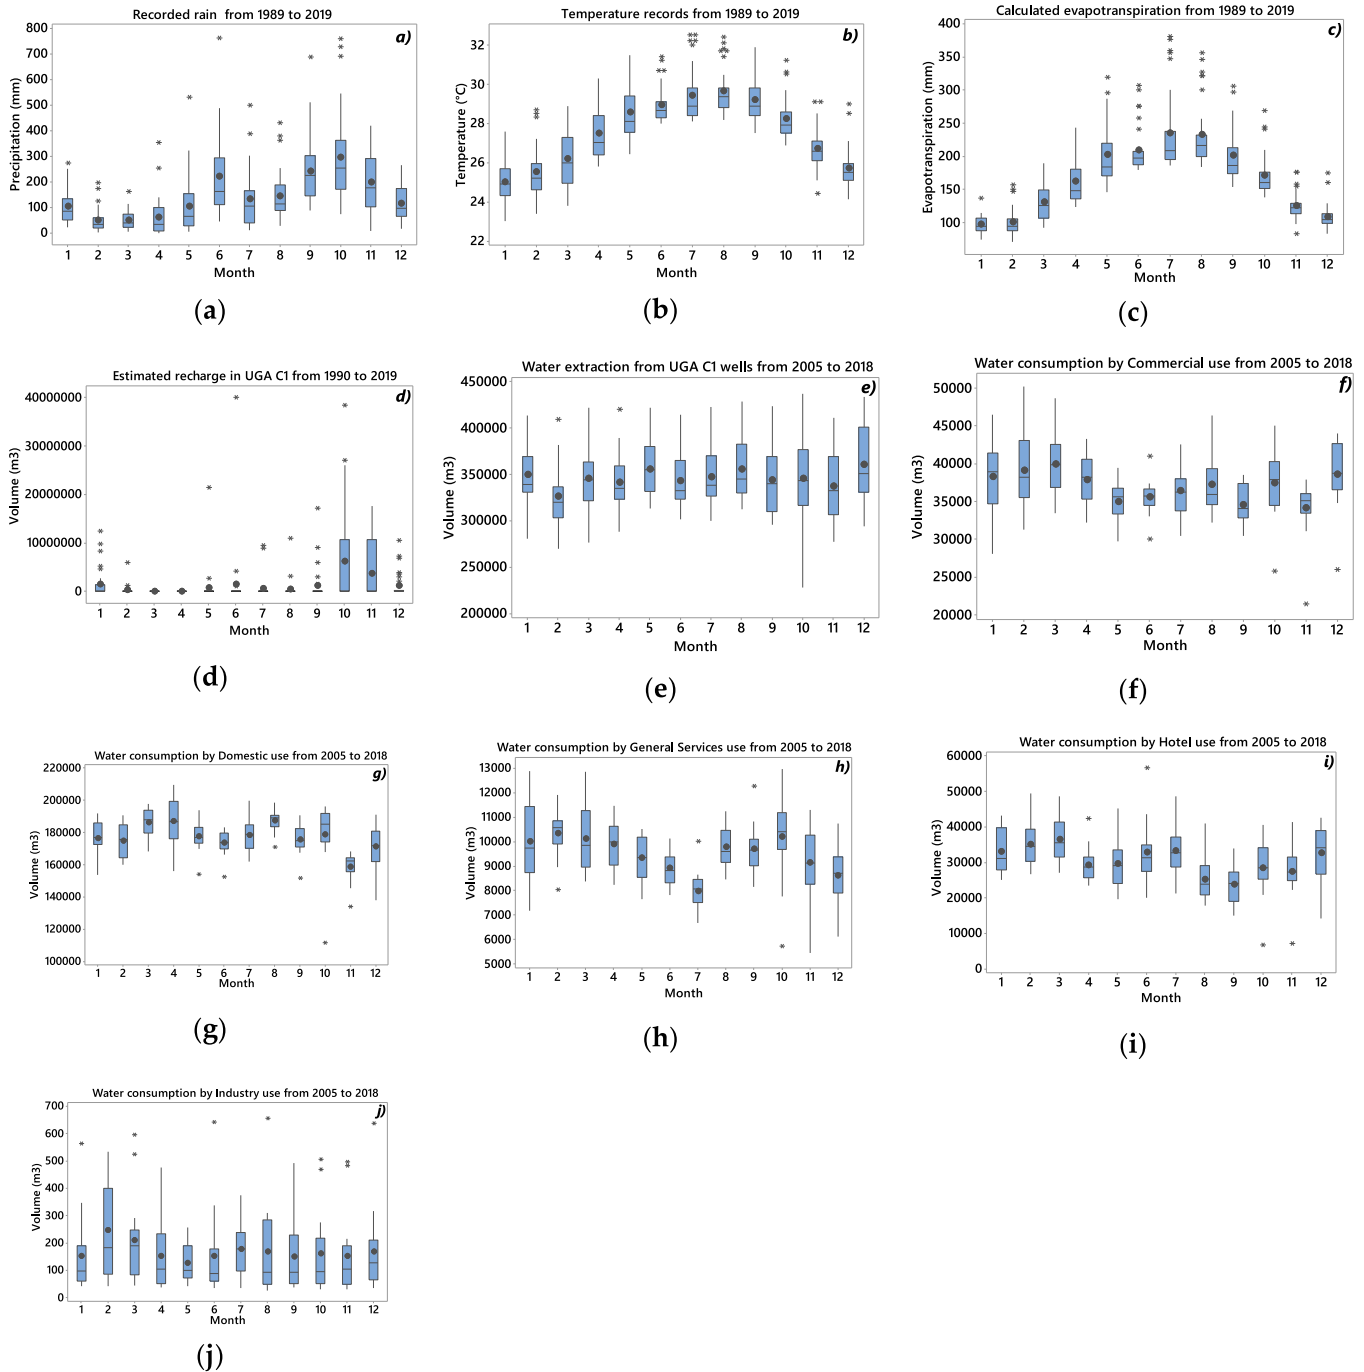 Recorded rain from 1989 to 2019
a)
Precipitation (mm)
800
700
600
500
400
300
200
100
0
1 2 3 4 5 6 7 8 9 10 11 12
Month
(a)
Temperature records from 1989 to 2019
b)
Temperature (°C)
32
30
28
26
24
22
1 2 3 4 5 6 7 8 9 10 11 12
Month
(b)
Calculated evapotranspiration from 1989 to 2019
c)
Evapotranspiration (mm)
400
350
300
250
200
150
100
1 2 3 4 5 6 7 8 9 10 11 12
Month
(c)
Estimated recharge in UGA C1 from 1990 to 2019
d)
Volume (m3)
40000000
30000000
20000000
10000000
0
1 2 3 4 5 6 7 8 9 10 11 12
Month
(d)
Water extraction from UGA C1 wells from 2005 to 2018
e)
Volume (m3)
450000
400000
350000
300000
250000
200000
1 2 3 4 5 6 7 8 9 10 11 12
Month
(e)
Water consumption by Commercial use from 2005 to 2018
f)
Volume (m3)
50000
45000
40000
35000
30000
25000
20000
1 2 3 4 5 6 7 8 9 10 11 12
Month
(f)
Water consumption by Domestic use from 2005 to 2018
g)
Volume (m3)
220000
200000
180000
160000
140000
120000
100000
1 2 3 4 5 6 7 8 9 10 11 12
Month
(g)
Water consumption by General Services use from 2005 to 2018
h)
Volume (m3)
13000
12000
11000
10000
9000
8000
7000
6000
5000
1 2 3 4 5 6 7 8 9 10 11 12
Month
(h)
Water consumption by Hotel use from 2005 to 2018
i)
Volume (m3)
60000
50000
40000
30000
20000
10000
0
1 2 3 4 5 6 7 8 9 10 11 12
Month
(i)
Water consumption by Industry use from 2005 to 2018
j)
Volume (m3)
700
600
500
400
300
200
100
0
1 2 3 4 5 6 7 8 9 10 11 12
Month
(j)